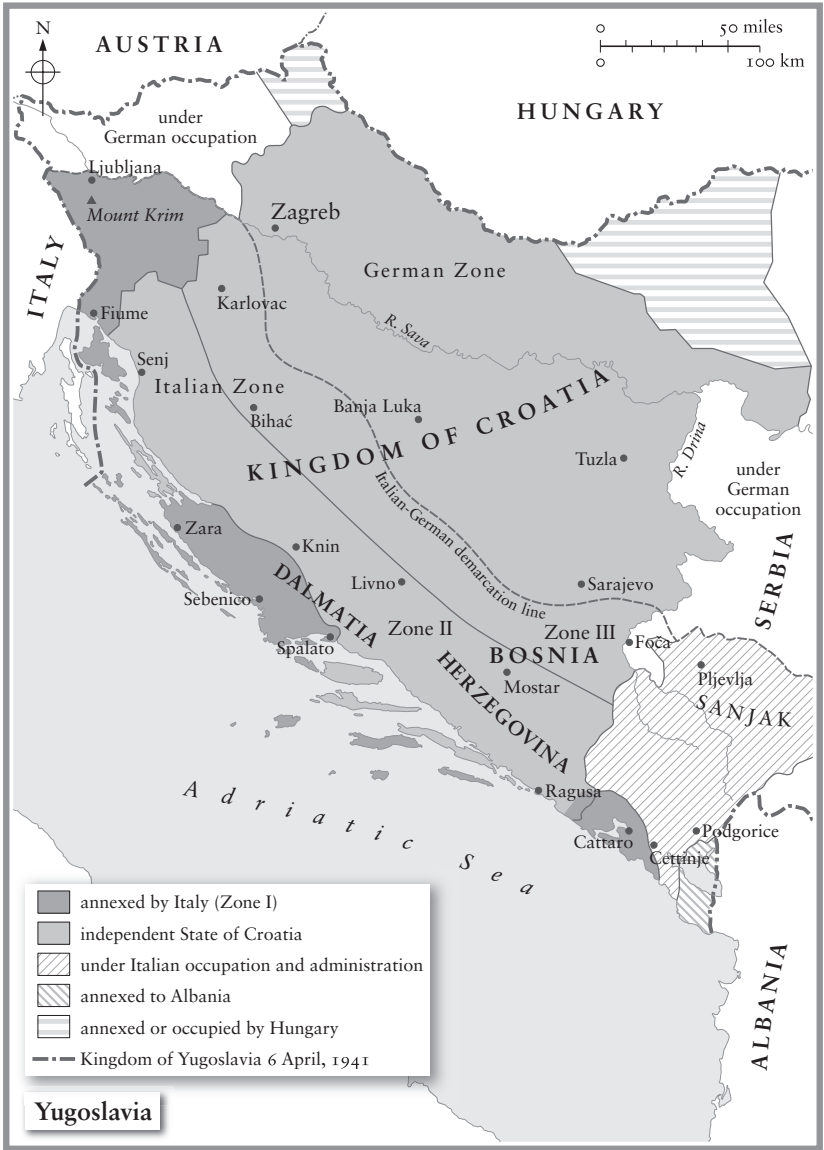 N
AUSTRIA
0 50 miles
0 100 km
HUNGARY
under
German occupation
Ljubljana
Mount Krim
Zagreb
ITALY
German Zone
Karlovac
Fiume
R. Sava
Senj
Italian Zone
Bihać
Banja Luka
KINGDOM OF CROATIA
R. Drina
Tuzla
under
German
occupation
Italian-German demarcation line
Zara
Knin
SERBIA
DALMATIA
Livno
Sarajevo
Sebenico
Zone II
Zone III
Foča
Spalato
BOSNIA
Pljevlja
HERZEGOVINA
Mostar
SANJAK
Ragusa
Adriatic Sea
Cattaro
Podgorice
Cettinje
ALBANIA
annexed by Italy (Zone I)
independent State of Croatia
under Italian occupation and administration
annexed to Albania
annexed or occupied by Hungary
Kingdom of Yugoslavia 6 April, 1941
Yugoslavia